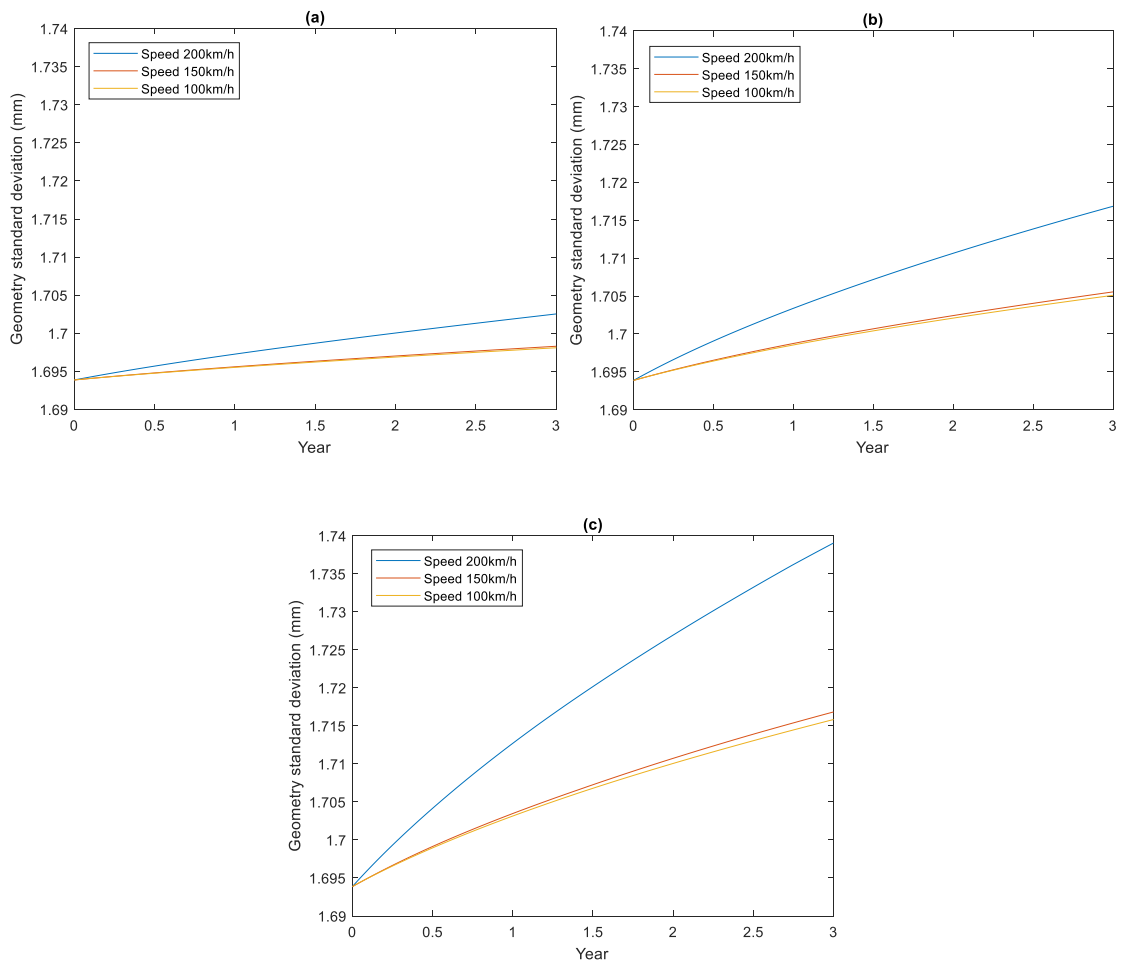 (a)
Geometry standard deviation (mm)
1.74
1.735
1.73
1.725
1.72
1.715
1.71
1.705
1.7
1.695
1.69
Speed 200km/h
Speed 150km/h
Speed 100km/h
0 0.5 1 1.5 2 2.5 3
Year
(b)
Geometry standard deviation (mm)
1.74
1.735
1.73
1.725
1.72
1.715
1.71
1.705
1.7
1.695
1.69
Speed 200km/h
Speed 150km/h
Speed 100km/h
0 0.5 1 1.5 2 2.5 3
Year
(c)
Geometry standard deviation (mm)
1.74
1.735
1.73
1.725
1.72
1.715
1.71
1.705
1.7
1.695
1.69
Speed 200km/h
Speed 150km/h
Speed 100km/h
0 0.5 1 1.5 2 2.5 3
Year